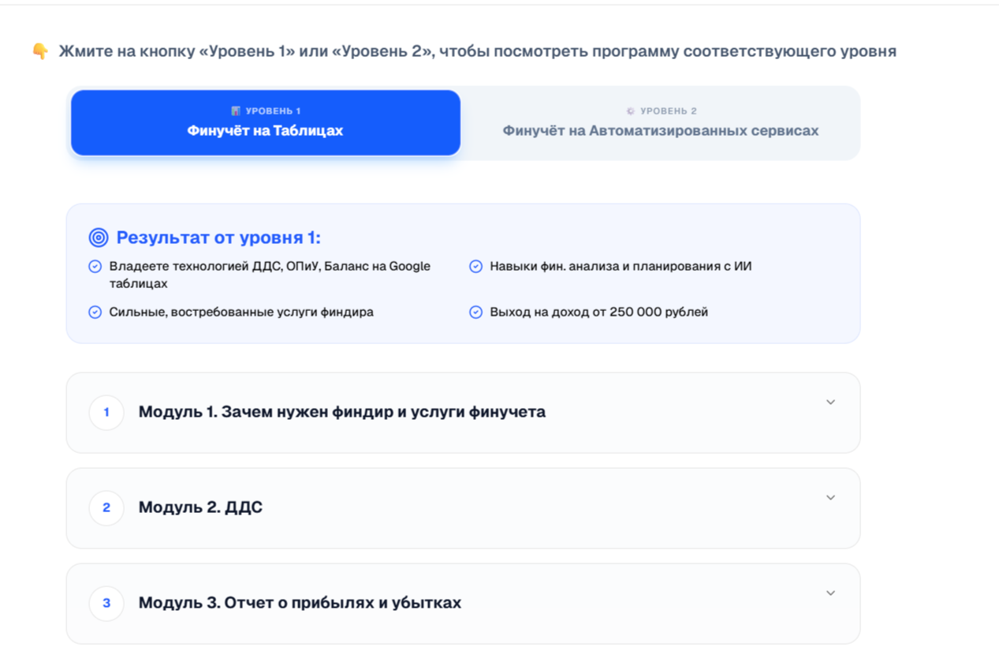 👇 Жмите на кнопку «Уровень 1» или «Уровень 2», чтобы посмотреть программу соответствующего уровня
📊 УРОВЕНЬ 1
Финучёт на Таблицах
⚙️ УРОВЕНЬ 2
Финучёт на Автоматизированных сервисах
Результат от уровня 1:
Владеете технологией ДДС, ОПиУ, Баланс на Google
таблицах
Навыки фин. анализа и планирования с ИИ
Сильные, востребованные услуги финдира
Выход на доход от 250 000 рублей
1
Модуль 1. Зачем нужен финдир и услуги финучета
2
Модуль 2. ДДС
3
Модуль 3. Отчет о прибылях и убытках